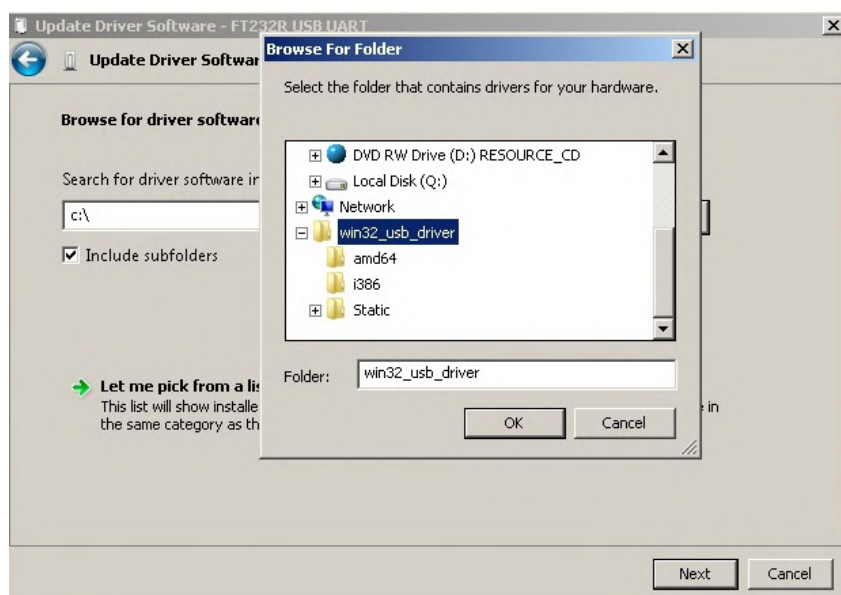 Update Driver Software - FT232R USB UART
Update Driver Softwar
Browse for driver software
Search for driver software in
c:\
Include subfolders
Let me pick from a lis
This list will show installe
e in
the same category as th
Next
Cancel
Browse For Folder
Select the folder that contains drivers for your hardware.
DVD RW Drive (D:) RESOURCE_CD
Local Disk (Q:)
Network
win32_usb_driver
amd64
i386
Static
Folder:
win32_usb_driver
OK
Cancel